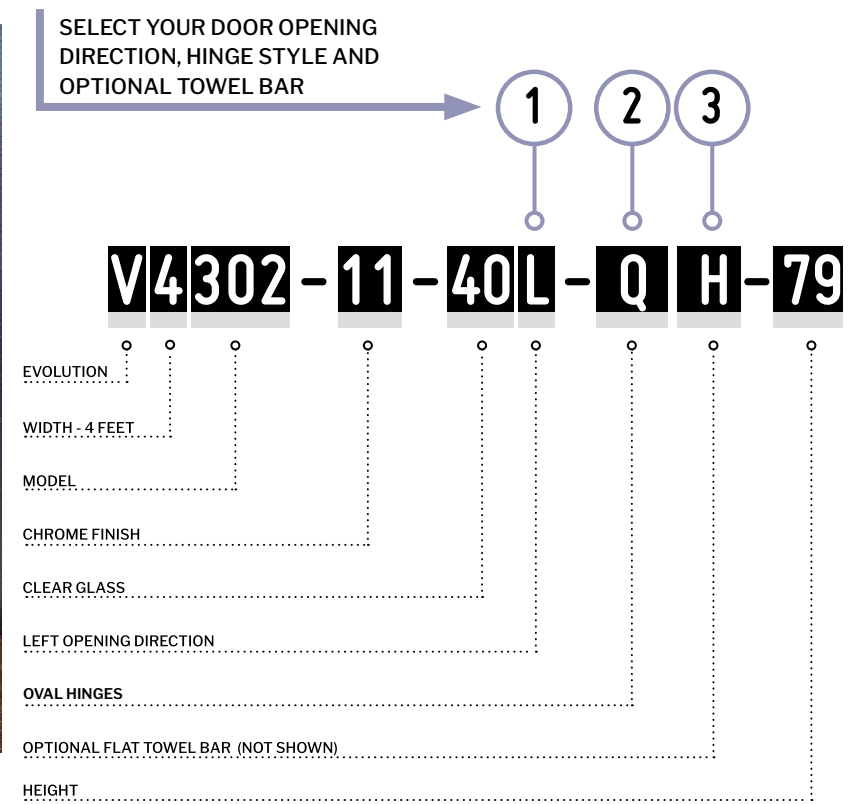 SELECT YOUR DOOR OPENING
DIRECTION, HINGE STYLE AND
OPTIONAL TOWEL BAR
1 2 3
V4302-11-40L-QH-79
EVOLUTION
WIDTH - 4 FEET
MODEL
CHROME FINISH
CLEAR GLASS
LEFT OPENING DIRECTION
OVAL HINGES
OPTIONAL FLAT TOWEL BAR (NOT SHOWN)
HEIGHT